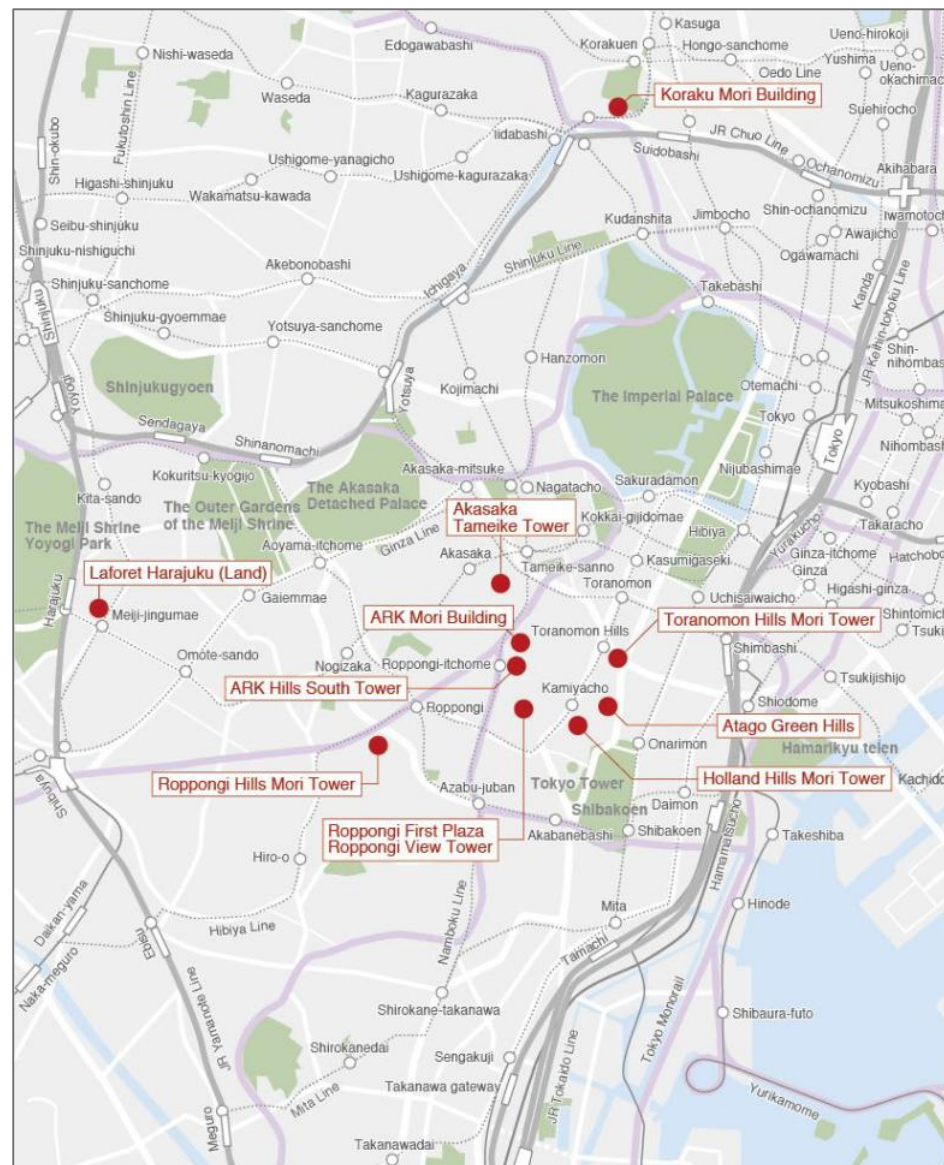 Kasuga
Edogawabashi
Korakuen
Hongo-sanchome
Ueno-hirokoji
Nishi-waseda
Yushima
Ueno-
okachimac
Oedo Line
Waseda
Kagurazaka
Koraku Mori Building
Suehirocho
Fukutoshin Line
Shin-okubo
Iidabashi
JR Chuo Line
Suidobashi
Ochanomizu
Akihabara
Ushigome-yanagicho
Ushigome-kagurazaka
Higashi-shinjuku
Wakamatsu-kawada
Kudanshita
Jimbocho
Shin-ochanomizu
Iwamotoch
Seibu-shinjuku
Awajicho
Shinjuku-nishiguchi
Shinjuku Line
Ogawamachi
Akebonobashi
Ichigaya
Shinjuku-sanchome
Takebashi
Kanda
JR Keihin-tohoku Line
Shinjuku
Shinjuku-gyoemmae
Yotsuya-sanchome
Hanzomon
Shin-
nihombas
Yoyogi
Shinjukugyoen
Yotsuya
Kojimachi
The Imperial Palace
Otemachi
Mitsukoshima
Sendagaya
Tokyo
Tokyo
Shinanomachi
Nihombash
Kokuritsu-kyogijo
Akasaka-mitsuke
Nijubashimae
Kita-sando
The Akasaka
Detached Palace
Nagatacho
Sakuradamon
Kyobashi
The Outer Gardens
of the Meiji Shrine
Akasaka
Tameike Tower
Kokkai-gijidomae
Takaracho
The Meiji Shrine
Yoyogi Park
Hibiya
Yurakucho
Ginza Line
Aoyama-itchome
Akasaka
Tameike-sanno
Kasumigaseki
Ginza-itchome
Hatchobo
Laforet Harajuku (Land)
Toranomon
Ginza
Harajuku
Gaiemmae
Uchisaiwaicho
Higashi-ginza
Meiji-jingumae
ARK Mori Building
Toranomon Hills
Toranomon Hills Mori Tower
Shintomich
Tsukij
Omote-sando
Nogizaka
Roppongi-itchome
Shimbashi
ARK Hills South Tower
Tsukijishijo
Kamiyacho
Shiodome
Roppongi
Atago Green Hills
Onarimon
Hamarikyu teien
Roppongi Hills Mori Tower
Tokyo Tower
Holland Hills Mori Tower
Kachido
Shibuya
Azabu-juban
Shibakoen
Daimon
Roppongi First Plaza
Roppongi View Tower
Akabanebashi
Shibakoen
Hamamatsucho
Takeshiba
Hiro-o
Daikan-yama
Mita
Hinode
Hibiya Line
Namboku Line
Ebisu
Tamachi
Naka-meguro
JR Yamanote Line
Shirokane-takanawa
Tokyo Monorail
Shibaura-futo
Shirokanedai
Sengakuji
JR Tokaido Line
Takanawa gateway
Mita Line
Meguro
Yurikamome
Takanawadai